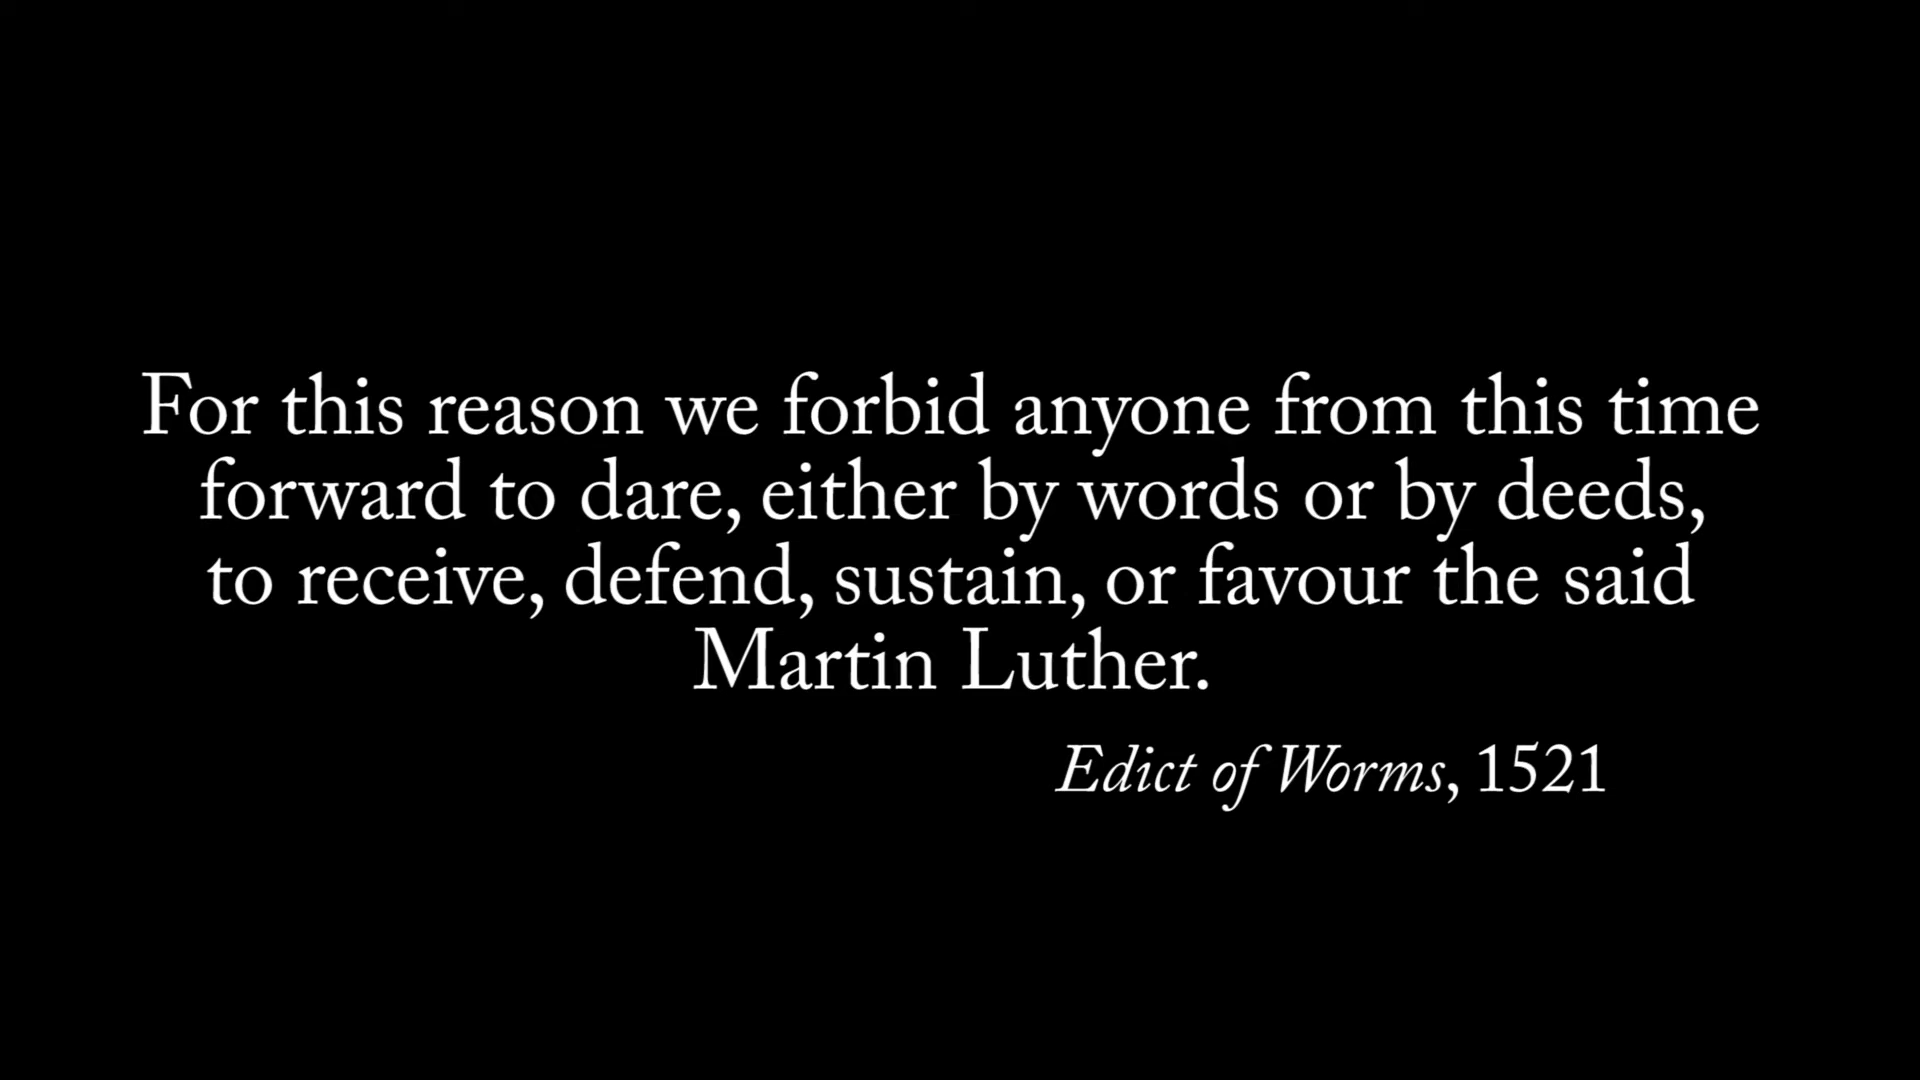 For this reason we forbid anyone from this time
forward to dare, either by words or by deeds,
to receive, defend, sustain, or favour the said
Martin Luther.
Edict of Worms, 1521